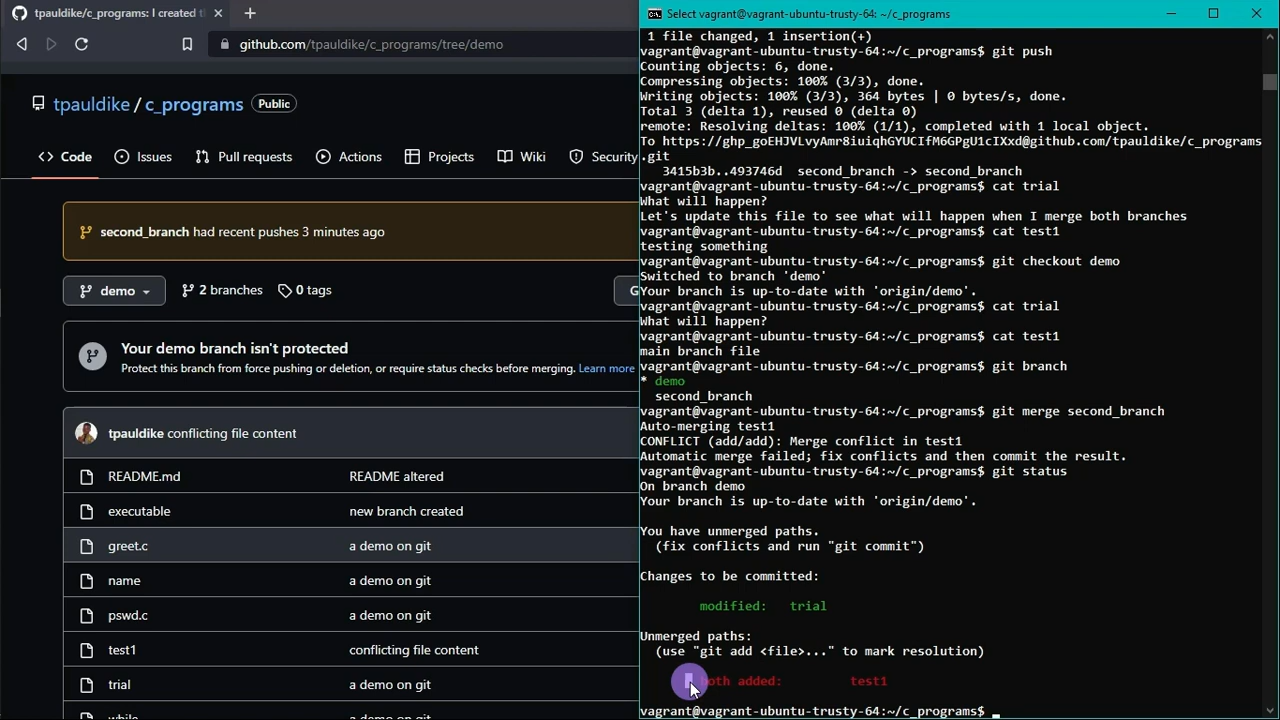 tpauldike/c_programs: I created t
github.com/tpauldike/c_programs/tree/demo
tpauldike / c_programs Public
Code Issues Pull requests Actions Projects Wiki Security
second_branch had recent pushes 3 minutes ago
demo 2 branches 0 tags
Your demo branch isn't protected
Protect this branch from force pushing or deletion, or require status checks before merging. Learn more
tpauldike conflicting file content
README.md README altered
executable new branch created
greet.c a demo on git
name a demo on git
pswd.c a demo on git
test1 conflicting file content
trial a demo on git
while
Select vagrant@vagrant-ubuntu-trusty-64: ~/c_programs
1 file changed, 1 insertion(+)
vagrant@vagrant-ubuntu-trusty-64:~/c_programs$ git push
Counting objects: 6, done.
Compressing objects: 100% (3/3), done.
Writing objects: 100% (3/3), 364 bytes | 0 bytes/s, done.
Total 3 (delta 1), reused 0 (delta 0)
remote: Resolving deltas: 100% (1/1), completed with 1 local object.
To https://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@github.com/tpauldike/c_programs
.git
3415b3b..493746d second_branch -> second_branch
vagrant@vagrant-ubuntu-trusty-64:~/c_programs$ cat trial
What will happen?
Let's update this file to see what will happen when I merge both branches
vagrant@vagrant-ubuntu-trusty-64:~/c_programs$ cat test1
testing something
vagrant@vagrant-ubuntu-trusty-64:~/c_programs$ git checkout demo
Switched to branch 'demo'
Your branch is up-to-date with 'origin/demo'.
vagrant@vagrant-ubuntu-trusty-64:~/c_programs$ cat trial
What will happen?
vagrant@vagrant-ubuntu-trusty-64:~/c_programs$ cat test1
main branch file
vagrant@vagrant-ubuntu-trusty-64:~/c_programs$ git branch
* demo
second_branch
vagrant@vagrant-ubuntu-trusty-64:~/c_programs$ git merge second_branch
Auto-merging test1
CONFLICT (add/add): Merge conflict in test1
Automatic merge failed; fix conflicts and then commit the result.
vagrant@vagrant-ubuntu-trusty-64:~/c_programs$ git status
On branch demo
Your branch is up-to-date with 'origin/demo'.
You have unmerged paths.
(fix conflicts and run "git commit")
Changes to be committed:
modified: trial
Unmerged paths:
(use "git add <file>..." to mark resolution)
both added: test1
vagrant@vagrant-ubuntu-trusty-64:~/c_programs$